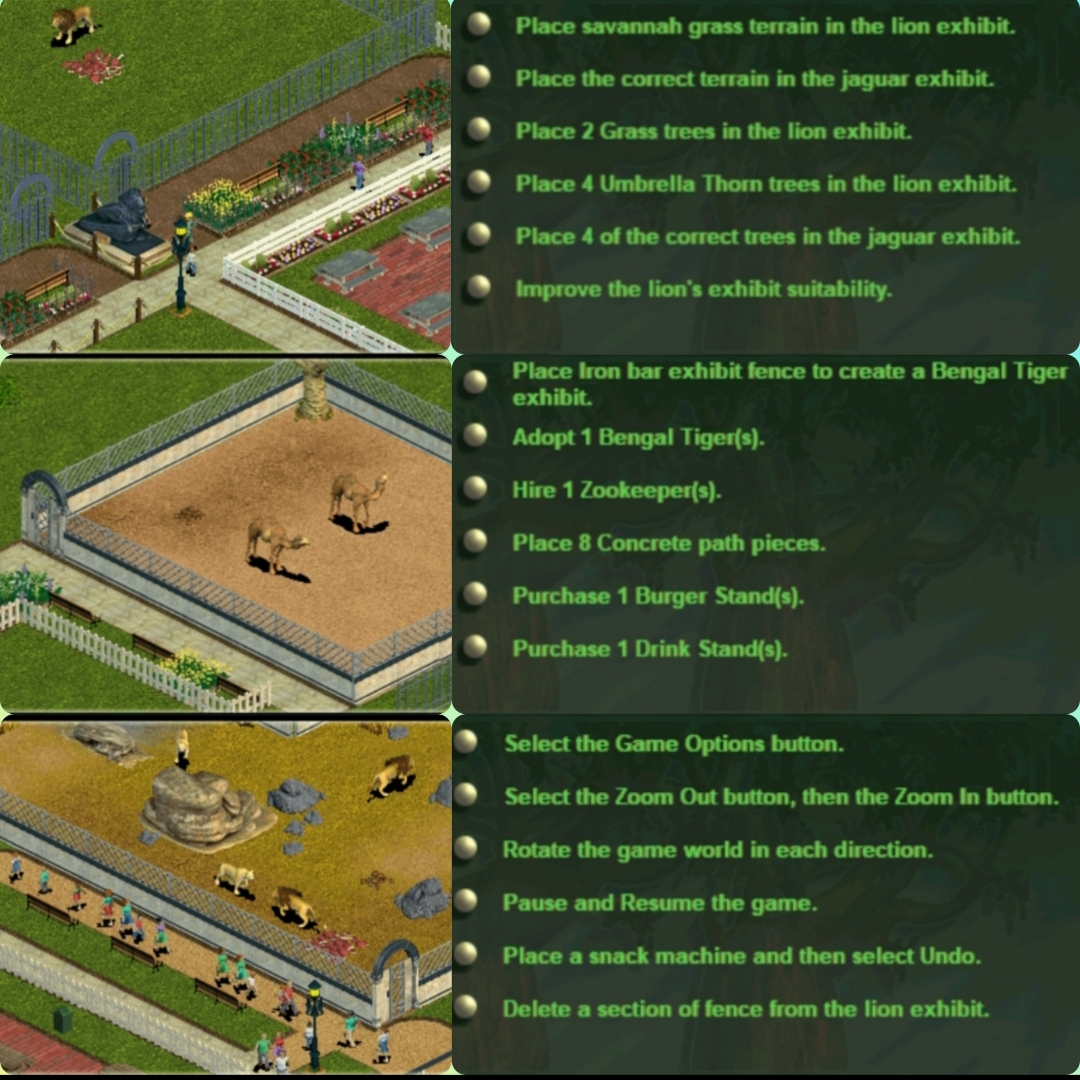 Place savannah grass terrain in the lion exhibit.
Place the correct terrain in the jaguar exhibit.
Place 2 Grass trees in the lion exhibit.
Place 4 Umbrella Thorn trees in the lion exhibit.
Place 4 of the correct trees in the jaguar exhibit.
Improve the lion's exhibit suitability.
Place Iron bar exhibit fence to create a Bengal Tiger
exhibit.
Adopt 1 Bengal Tiger(s).
Hire 1 Zookeeper(s).
Place 8 Concrete path pieces.
Purchase 1 Burger Stand(s).
Purchase 1 Drink Stand(s).
Select the Game Options button.
Select the Zoom Out button, then the Zoom In button.
Rotate the game world in each direction.
Pause and Resume the game.
Place a snack machine and then select Undo.
Delete a section of fence from the lion exhibit.